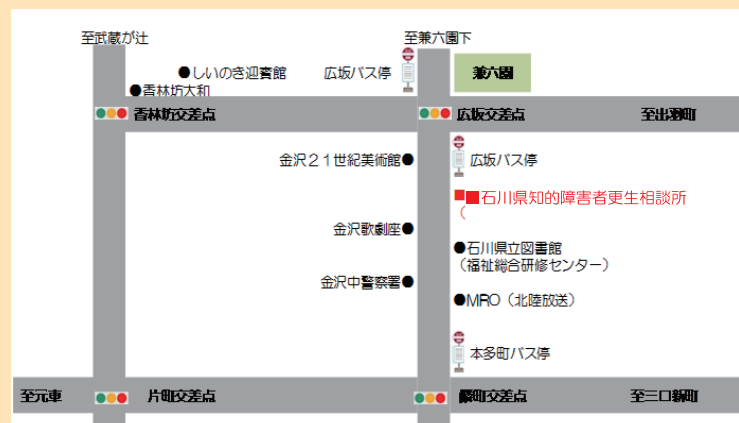 至武蔵が辻
至兼六園下
●しいのき迎賓館
広坂バス停
兼六園
●香林坊大和
香林坊交差点
広坂交差点
至出羽町
金沢21世紀美術館●
広坂バス停
■■石川県知的障害者更生相談所
(
金沢歌劇座●
●石川県立図書館
(福祉総合研修センター)
金沢中警察署●
●MRO(北陸放送)
本多町バス停
至元車
片町交差点
町交差点
至三口新町